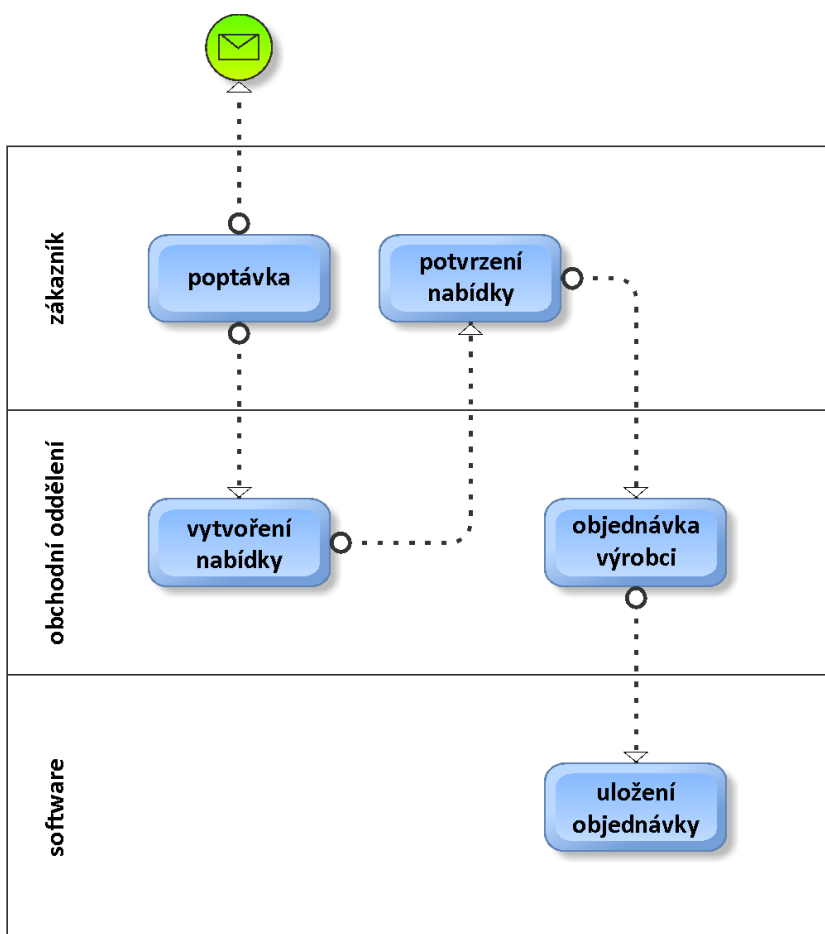 zákazník
poptávka
potvrzení
nabídky
obchodní oddělení
vytvoření
nabídky
objednávka
výrobci
software
uložení
objednávky